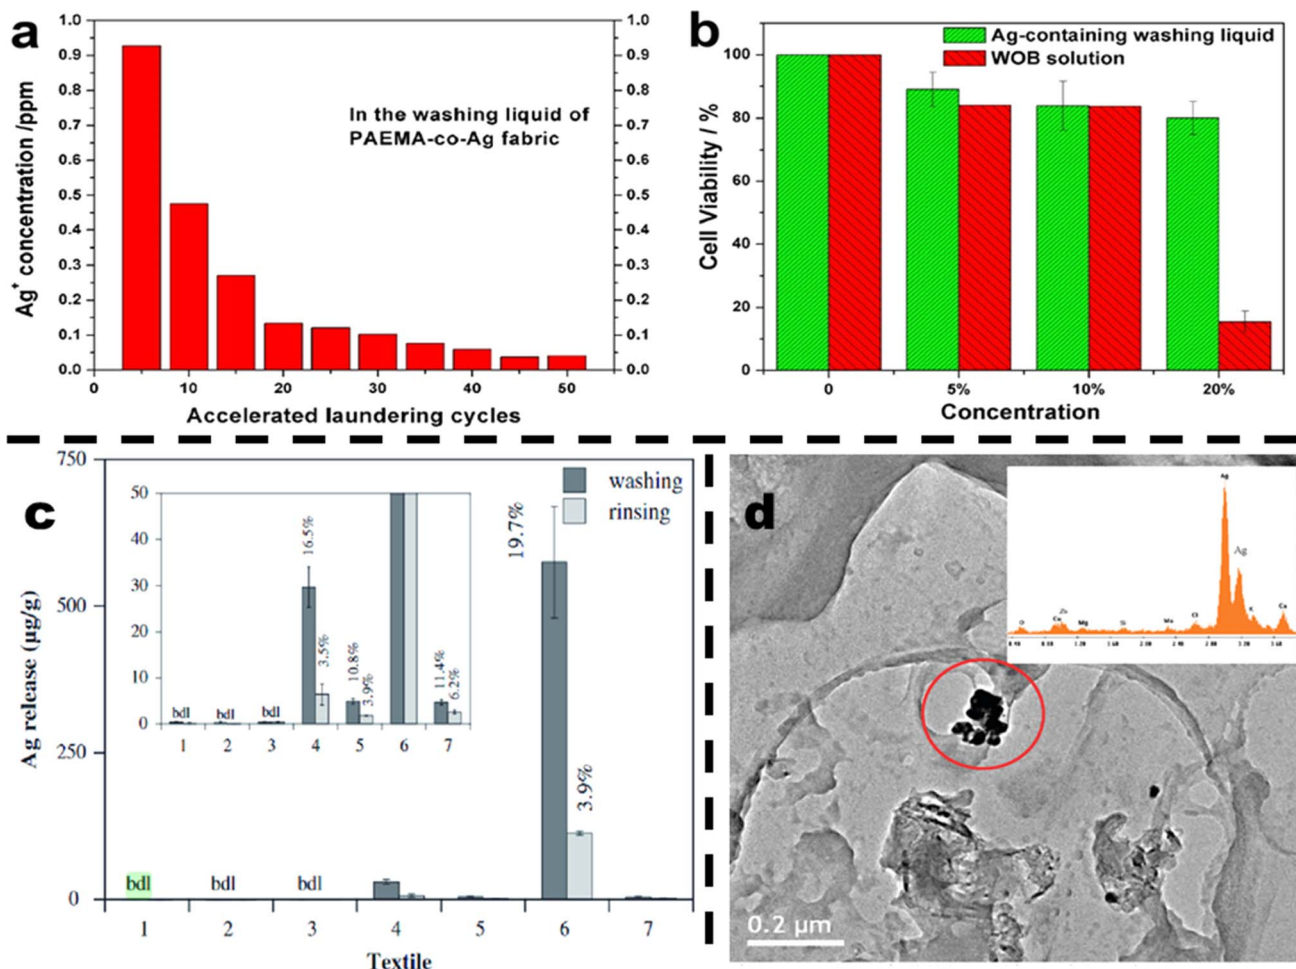 a
1.0
0.9
0.8
0.7
0.6
0.5
0.4
0.3
0.2
0.1
0.0
1.0
0.9
0.8
0.7
0.6
0.5
0.4
0.3
0.2
0.1
0.0
Ag⁺ concentration /ppm
In the washing liquid of
PAEMA-co-Ag fabric
0 10 20 30 40 50
Accelerated laundering cycles
b
Ag-containing washing liquid
WOB solution
100
80
60
40
20
0
Cell Viability / %
0 5% 10% 20%
Concentration
c
750
500
250
0
Ag release (µg/g)
washing
rinsing
50
40
30
20
10
0
bdl bdl bdl
16.5%
3.5%
10.8%
3.9%
11.4%
6.2%
1 2 3 4 5 6 7
19.7%
3.9%
bdl bdl bdl
1 2 3 4 5 6 7
Textile
d
Ag
Ag
O Cu Zn Mg Si Mo Cl K Ca
0.2 µm